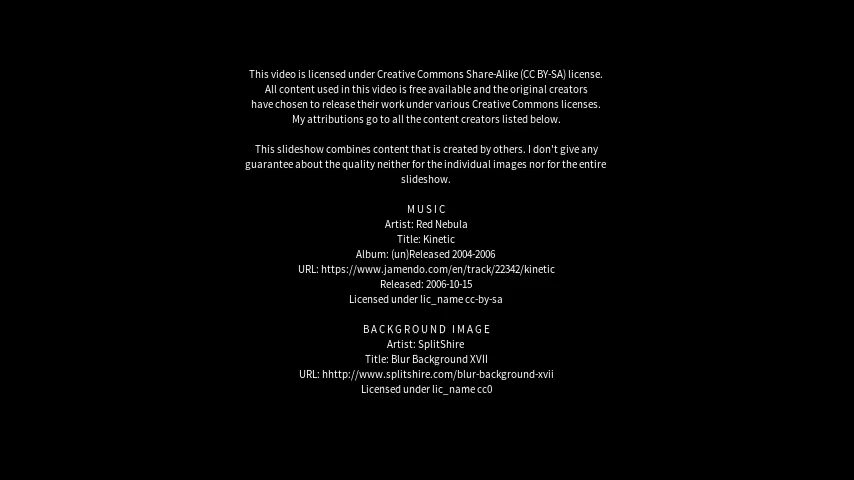 This video is licensed under Creative Commons Share-Alike (CC BY-SA) license.
All content used in this video is free available and the original creators
have chosen to release their work under various Creative Commons licenses.
My attributions go to all the content creators listed below.
This slideshow combines content that is created by others. I don't give any
guarantee about the quality neither for the individual images nor for the entire
slideshow.
MUSIC
Artist: Red Nebula
Title: Kinetic
Album: (un)Released 2004-2006
URL: https://www.jamendo.com/en/track/22342/kinetic
Released: 2006-10-15
Licensed under lic_name cc-by-sa
BACKGROUND IMAGE
Artist: SplitShire
Title: Blur Background XVII
URL: hhttp://www.splitshire.com/blur-background-xvii
Licensed under lic_name cc0